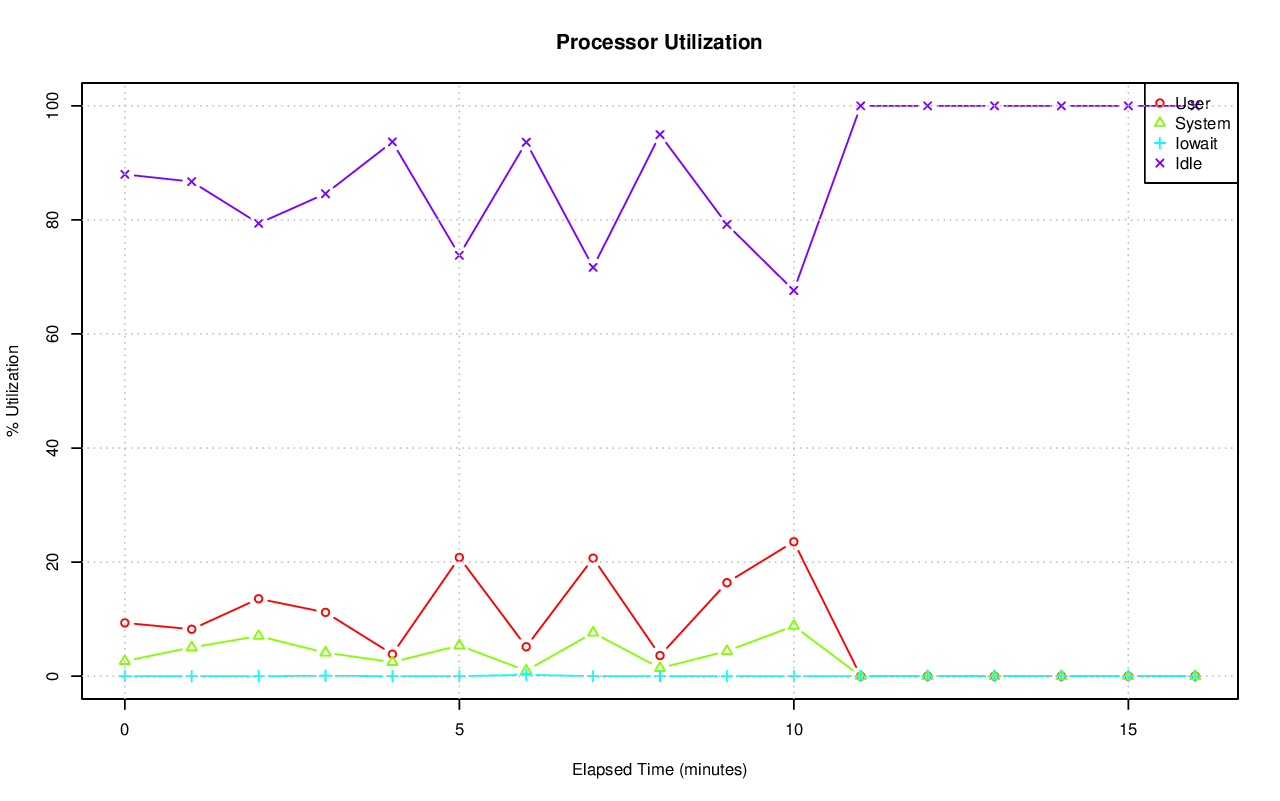 Processor Utilization
% Utilization
100
80
60
40
20
0
User
System
Iowait
Idle
0 5 10 15
Elapsed Time (minutes)